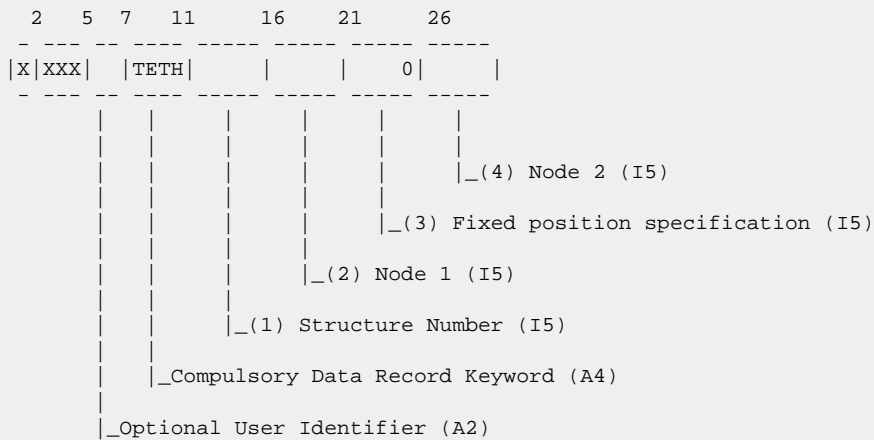 2 5 7 11 16 21 26
- --- -- ---- ----- ----- ----- -----
|X|XXX| |TETH| | | 0| |
- --- -- ---- ----- ----- ----- -----
| | | | | |
| | | | | |
| | | | | |_(4) Node 2 (I5)
| | | | |
| | | | |_(3) Fixed position specification (I5)
| | | |
| | | |_(2) Node 1 (I5)
| | |
| | |_(1) Structure Number (I5)
| |
| |_Compulsory Data Record Keyword (A4)
|
|_Optional User Identifier (A2)